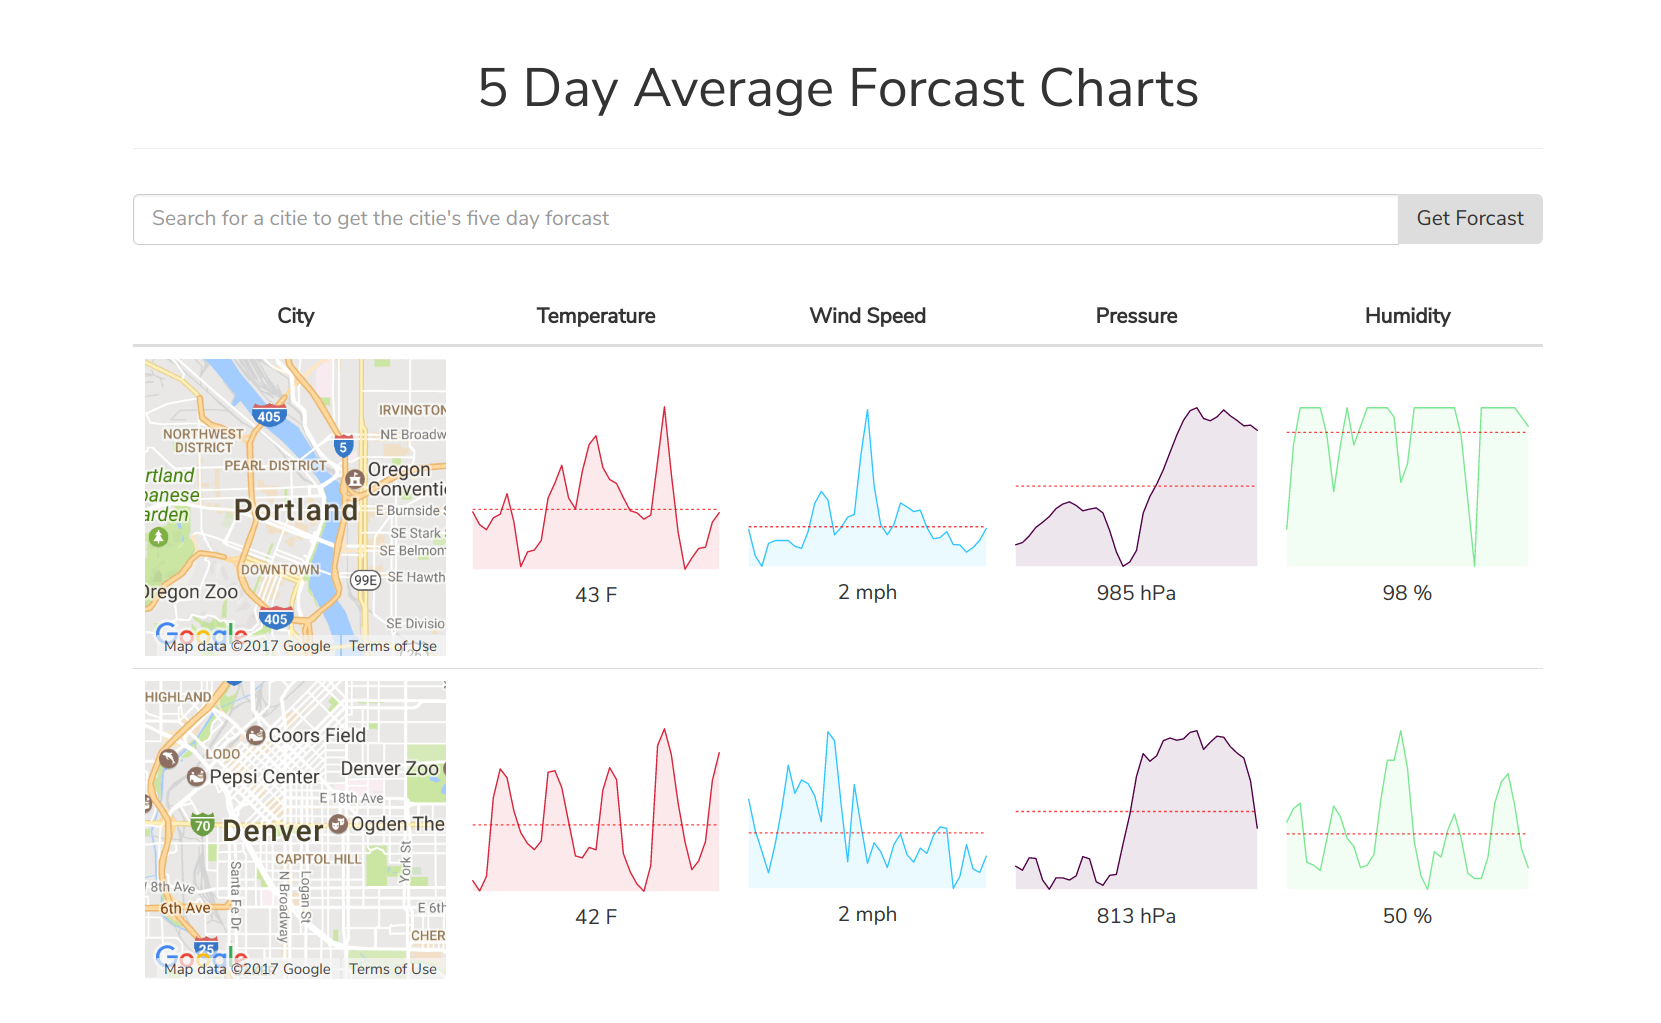 5 Day Average Forcast Charts
Search for a citie to get the citie's five day forcast
Get Forcast
City
Temperature
Wind Speed
Pressure
Humidity
405
IRVINGTON
NORTHWEST
DISTRICT
5
NE Broadw
PEARL DISTRICT
Oregon
Conventi
rtland
panese
arden
Portland
E Burnside S
SE Stark
SE Belmon
DOWNTOWN
99E
SE Hawth
Oregon Zoo
405
SE Division
Google
Map data ©2017 Google
Terms of Use
43 F
2 mph
985 hPa
98 %
HIGHLAND
Coors Field
LODO
Pepsi Center
Denver Zoo
E 18th Ave
70
Denver
Ogden The
CAPITOL HILL
York St
8th Ave
Santa Fe Dr
N Broadway
Logan St
6th Ave
E 6th
CHER
25
Google
Map data ©2017 Google
Terms of Use
42 F
2 mph
813 hPa
50 %